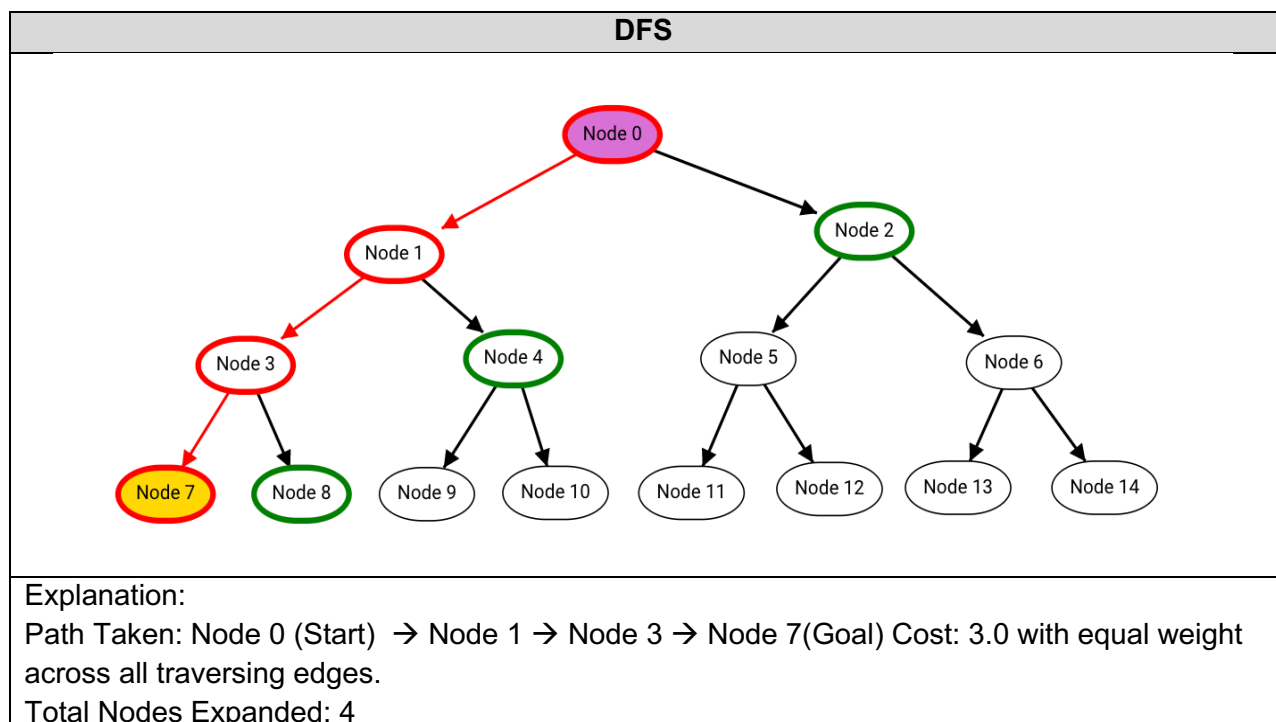 DFS
Node 0
Node 2
Node 1
Node 4
Node 5
Node 3
Node 6
Node 7
Node 8
Node 9
Node 10
Node 11
Node 12
Node 13
Node 14
Explanation:
Path Taken: Node 0 (Start) → Node 1 → Node 3 → Node 7(Goal) Cost: 3.0 with equal weight
across all traversing edges.
Total Nodes Expanded: 4